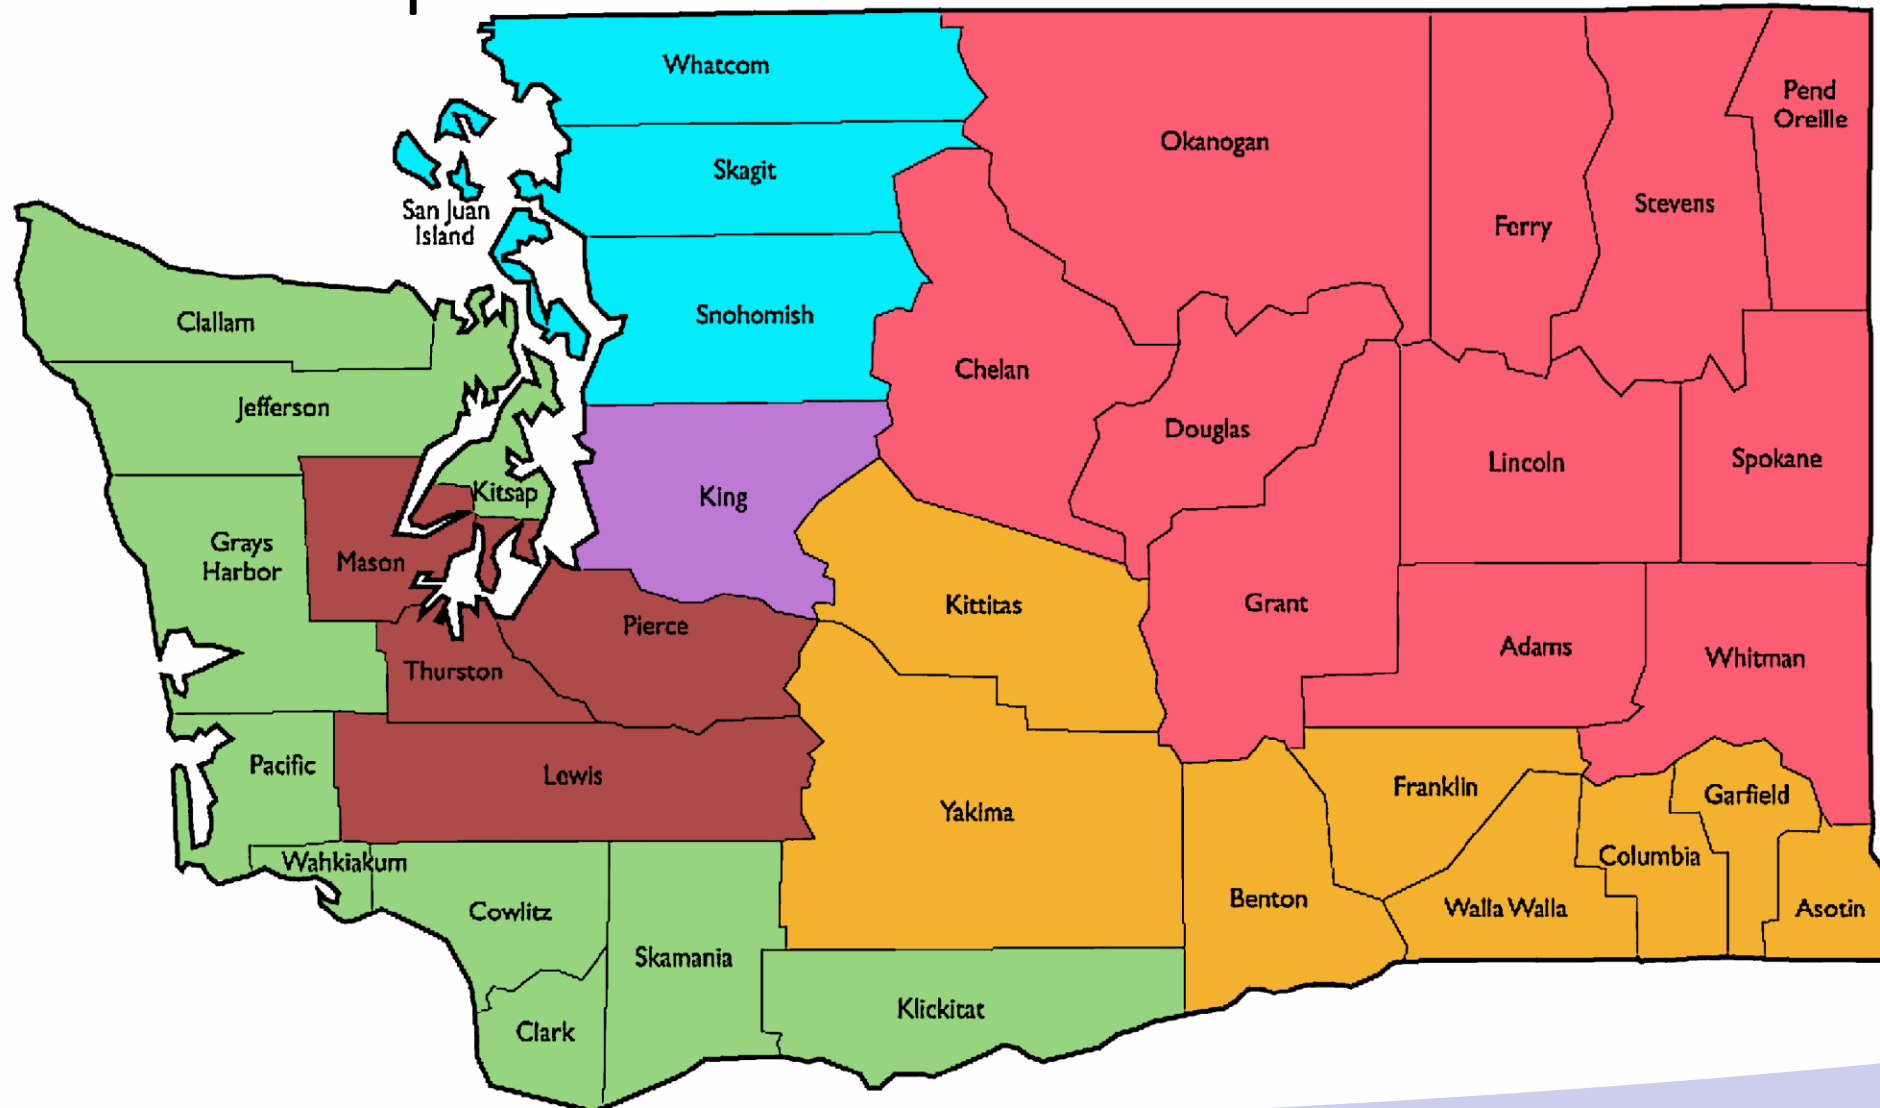 Whatcom
Pend
Oreille
Okanogan
Skagit
San Juan
Island
Stevens
Ferry
Clallam
Snohomish
Chelan
Jefferson
Douglas
Lincoln
Spokane
Kitsap
King
Grays
Harbor
Mason
Kittitas
Grant
Pierce
Adams
Whitman
Thurston
Pacific
Lewis
Yakima
Franklin
Garfield
Wahkiakum
Columbia
Benton
Cowlitz
Walla Walla
Asotin
Skamania
Klickitat
Clark